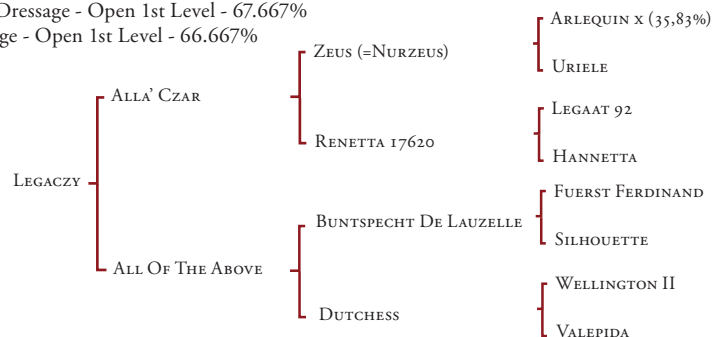 Dressage - Open 1st Level - 67.667%
ge - Open 1st Level - 66.667%
Arlequin x (35,83%)
Zeus (=Nurzeus)
Uriele
Alla' Czar
Legaat 92
Renetta 17620
Hannetta
Legaczy
Fuerst Ferdinand
Buntspecht De Lauzelle
Silhouette
All Of The Above
Wellington II
Dutchess
Valepida